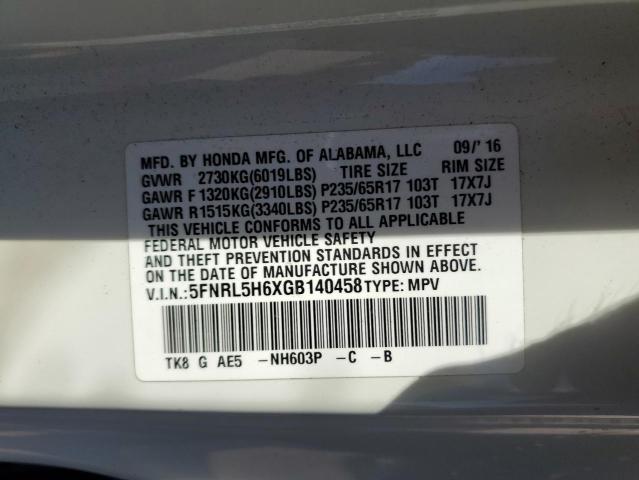 MFD. BY HONDA MFG. OF ALABAMA, LLC 09/' 16
GVWR 2730KG(6019LBS) TIRE SIZE RIM SIZE
GAWR F 1320KG(2910LBS) P235/65R17 103T 17X7J
GAWR R 1515KG(3340LBS) P235/65R17 103T 17X7J
THIS VEHICLE CONFORMS TO ALL APPLICABLE
FEDERAL MOTOR VEHICLE SAFETY
AND THEFT PREVENTION STANDARDS IN EFFECT
ON THE DATE OF MANUFACTURE SHOWN ABOVE.
V.I.N.:5FNRL5H6XGB140458 TYPE: MPV
TK8 G AE5 -NH603P -C -B